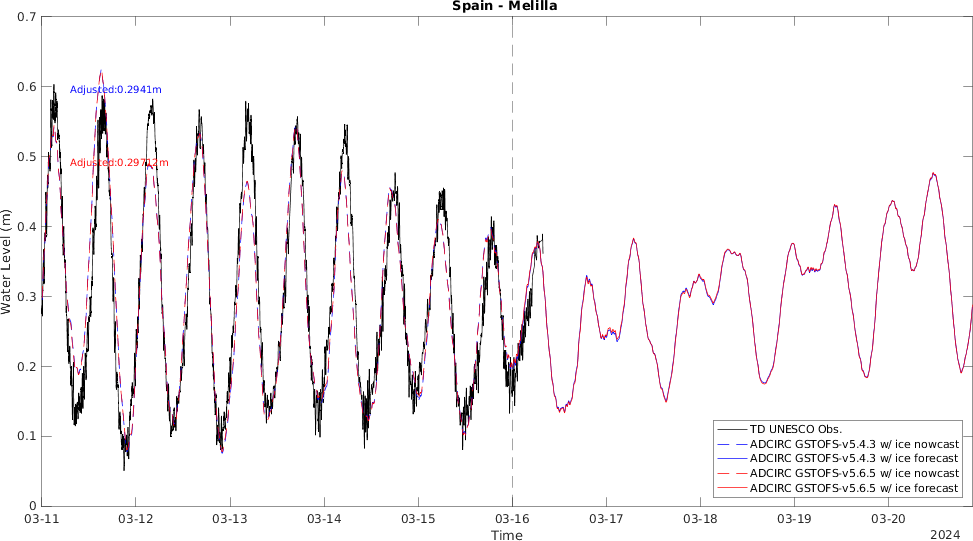 Spain - Melilla
0.7
0.6
0.5
0.4
0.3
0.2
0.1
0
Water Level (m)
Adjusted:0.2941m
Adjusted:0.29712m
TD UNESCO Obs.
ADCIRC GSTOFS-v5.4.3 w/ ice nowcast
ADCIRC GSTOFS-v5.4.3 w/ ice forecast
ADCIRC GSTOFS-v5.6.5 w/ ice nowcast
ADCIRC GSTOFS-v5.6.5 w/ ice forecast
03-11 03-12 03-13 03-14 03-15 03-16 03-17 03-18 03-19 03-20
Time
2024